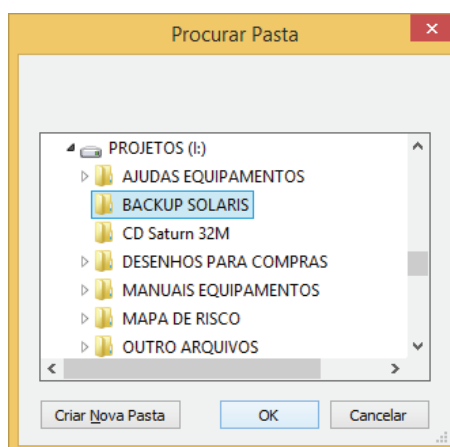 Procurar Pasta
PROJETOS (I:)
AJUDAS EQUIPAMENTOS
BACKUP SOLARIS
CD Saturn 32M
DESENHOS PARA COMPRAS
MANUAIS EQUIPAMENTOS
MAPA DE RISCO
OUTRO ARQUIVOS
Criar Nova Pasta OK Cancelar